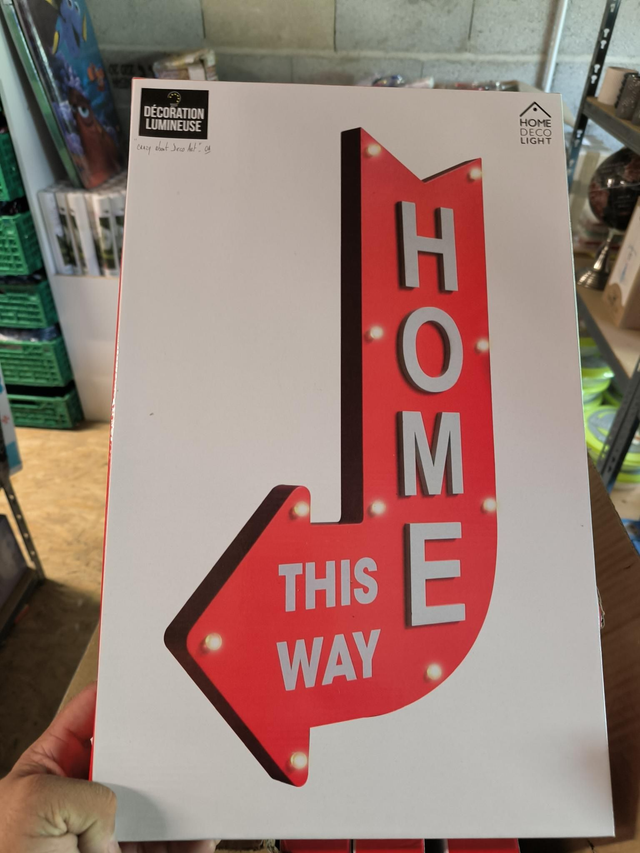 DÉCORATION
LUMINEUSE
HOME
DECO
LIGHT
HOME
THIS
WAY